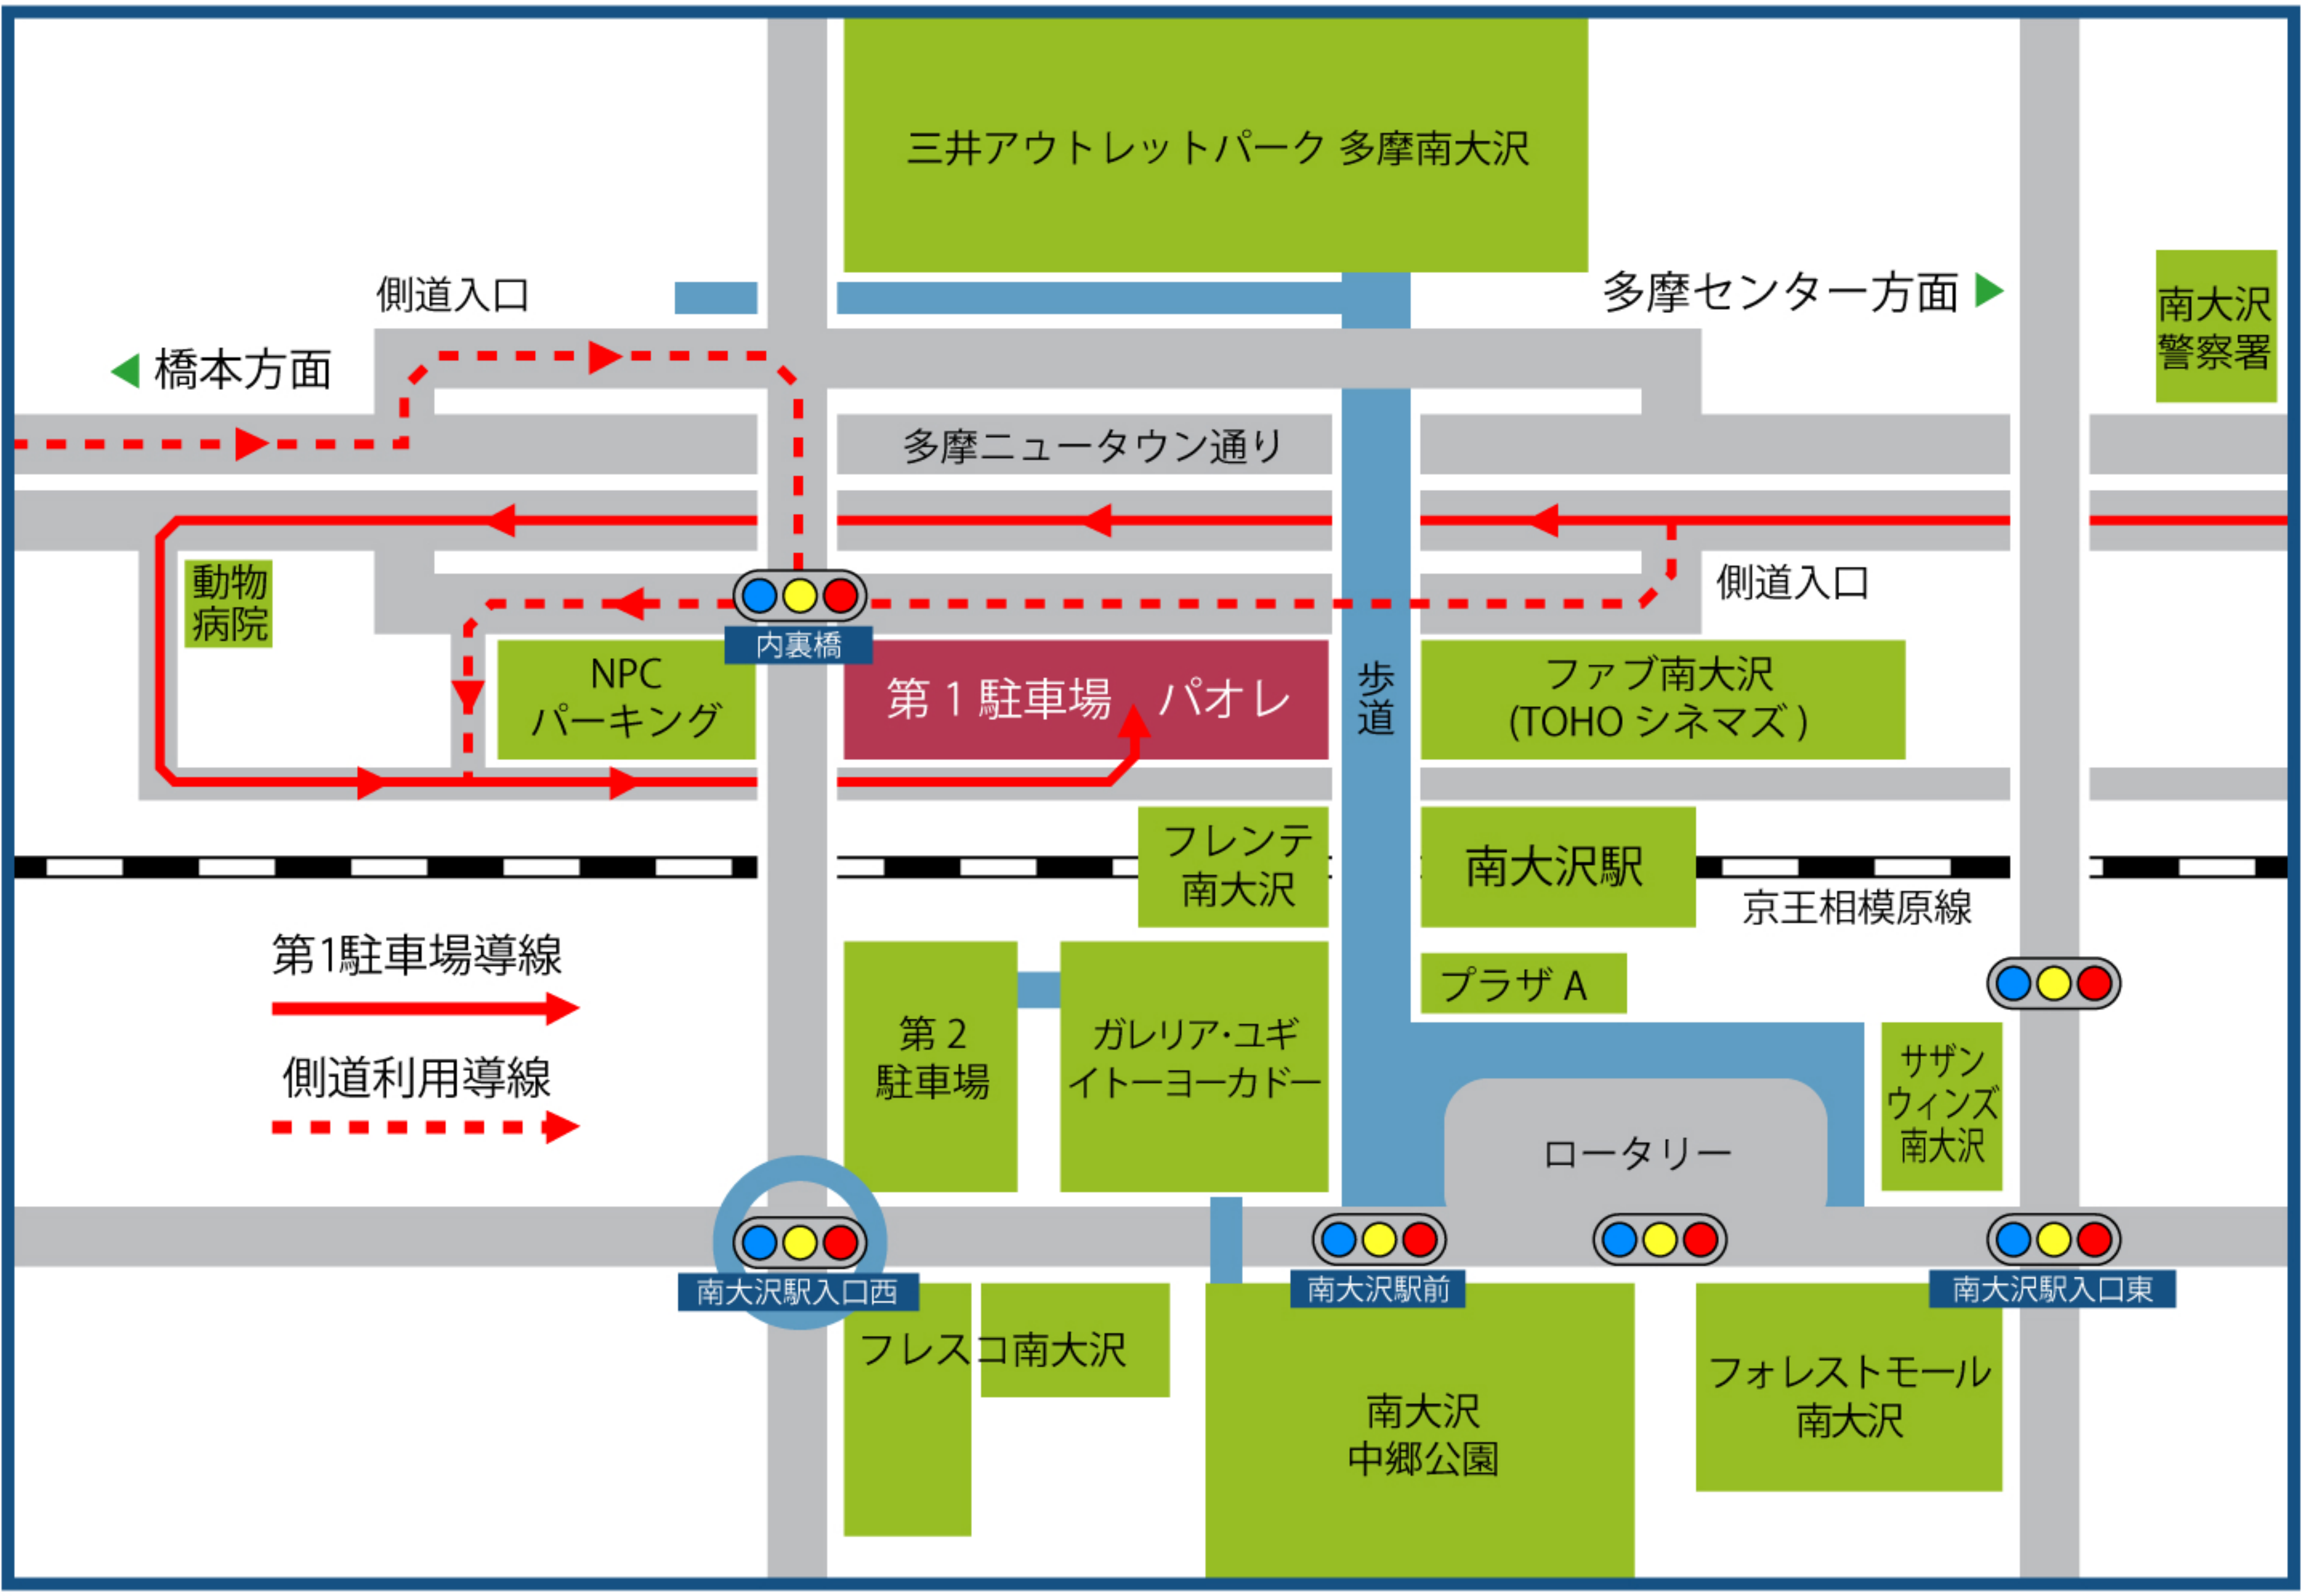 三井アウトレットパーク 多摩南大沢
側道入口
多摩センター方面
南大沢
警察署
橋本方面
多摩ニュータウン通り
側道入口
動物
病院
内裏橋
NPC
パーキング
第1駐車場 パオレ
歩道
ファブ南大沢
(TOHOシネマズ)
フレンテ
南大沢
南大沢駅
京王相模原線
第1駐車場導線
側道利用導線
第2
駐車場
ガレリア・ユギ
イトーヨーカドー
プラザA
サザン
ウィンズ
南大沢
ロータリー
南大沢駅入口西
南大沢駅前
南大沢駅入口東
フレスコ南大沢
南大沢
中郷公園
フォレストモール
南大沢